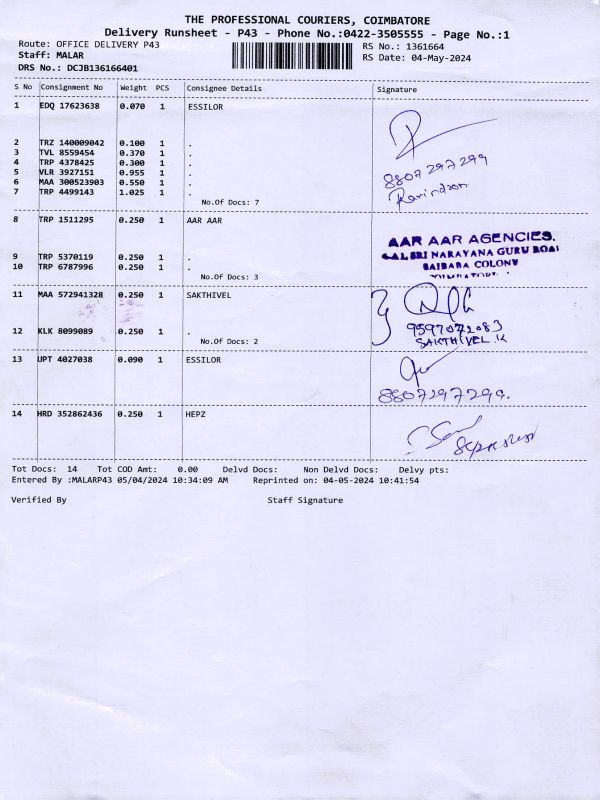 THE PROFESSIONAL COURIERS, COIMBATORE
Delivery Runsheet - P43 - Phone No.:0422-3505555 - Page No.:1
Route: OFFICE DELIVERY P43 RS No.: 1361664
Staff: MALAR RS Date: 04-May-2024
DRS No.: DCJB136166401
S No Consignment No Weight PCS Consignee Details Signature
1 EDQ 17623638 0.070 1 ESSILOR
2 TRZ 140009042 0.100 1 .
3 TVL 8559454 0.370 1 .
4 TRP 4378425 0.300 1 .
5 VLR 3927151 0.955 1 .
6 MAA 300523903 0.550 1 .
7 TRP 4499143 1.025 1 .
No.Of Docs: 7
8807297299
Ravindran
8 TRP 1511295 0.250 1 AAR AAR
9 TRP 5370119 0.250 1 .
10 TRP 6787996 0.250 1 .
No.Of Docs: 3
AAR AAR AGENCIES.
SRI NARAYANA GURU ROAD
SAIBABA COLONY
11 MAA 572941328 0.250 1 SAKTHIVEL
12 KLK 8099089 0.250 1 .
No.Of Docs: 2
9597072083
SAKTHIVEL.K
13 UPT 4027038 0.090 1 ESSILOR
8807297299.
14 HRD 352862436 0.250 1 HEPZ
Tot Docs: 14 Tot COD Amt: 0.00 Delvd Docs: Non Delvd Docs: Delvy pts:
Entered By :MALARP43 05/04/2024 10:34:09 AM Reprinted on: 04-05-2024 10:41:54
Verified By Staff Signature